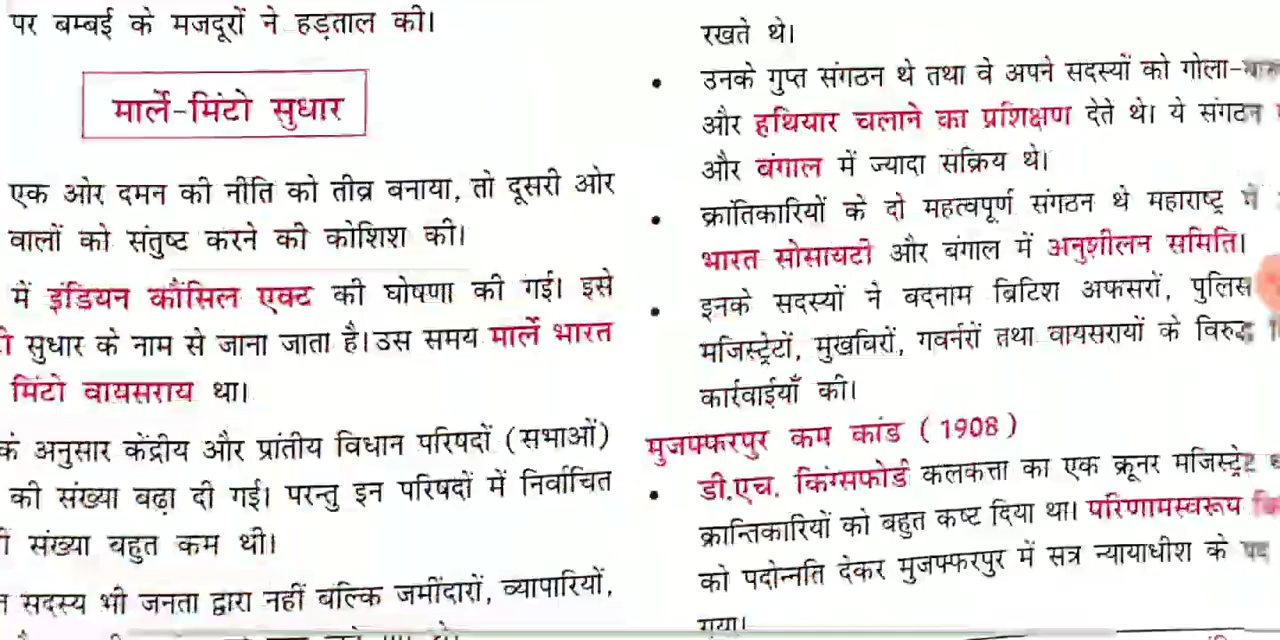 पर बम्बई के मजदूरों ने हड़ताल की।
मार्ले-मिंटो सुधार
एक ओर दमन की नीति को तीव्र बनाया, तो दूसरी ओर
वालों को संतुष्ट करने की कोशिश की।
में इंडियन कौंसिल एक्ट की घोषणा की गई। इसे
सुधार के नाम से जाना जाता है। उस समय मार्ले भारत
मिंटो वायसराय था।
के अनुसार केंद्रीय और प्रांतीय विधान परिषदों (सभाओं)
की संख्या बढ़ा दी गई। परन्तु इन परिषदों में निर्वाचित
संख्या बहुत कम थी।
सदस्य भी जनता द्वारा नहीं बल्कि जमींदारों, व्यापारियों,
रखते थे।
• उनके गुप्त संगठन थे तथा वे अपने सदस्यों को गोला-
और हथियार चलाने का प्रशिक्षण देते थे। ये संगठन
और बंगाल में ज्यादा सक्रिय थे।
• क्रांतिकारियों के दो महत्वपूर्ण संगठन थे महाराष्ट्र में
भारत सोसायटी और बंगाल में अनुशीलन समिति।
• इनके सदस्यों ने बदनाम ब्रिटिश अफसरों, पुलिस
मजिस्ट्रेटों, मुखबिरों, गवर्नरों तथा वायसरायों के विरुद्ध
कार्रवाईयाँ की।
मुजफ्फरपुर बम कांड (1908)
• डी.एच. किंग्सफोर्ड कलकत्ता का एक क्रूनर मजिस्ट्रेट
क्रान्तिकारियों को बहुत कष्ट दिया था। परिणामस्वरूप
को पदोन्नति देकर मुजफ्फरपुर में सत्र न्यायाधीश के पद
गया।